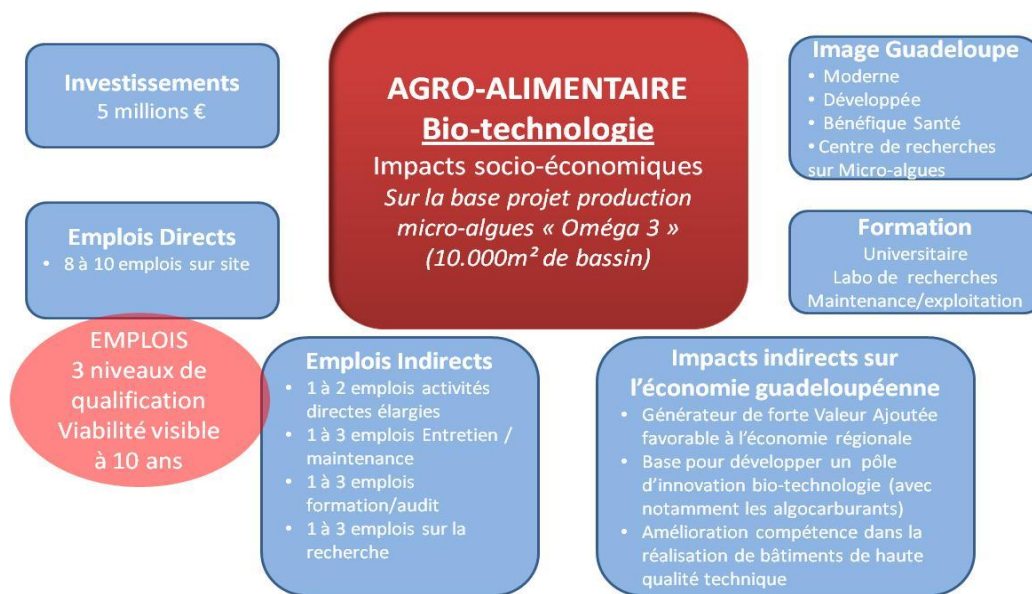 Investissements
5 millions €
AGRO-ALIMENTAIRE
Bio-technologie
Impacts socio-économiques
Sur la base projet production
micro-algues « Oméga 3 »
(10.000m² de bassin)
Image Guadeloupe
• Moderne
• Développée
• Bénéfique Santé
• Centre de recherches
sur Micro-algues
Emplois Directs
• 8 à 10 emplois sur site
Formation
Universitaire
Labo de recherches
Maintenance/exploitation
EMPLOIS
3 niveaux de
qualification
Viabilité visible
à 10 ans
Emplois Indirects
• 1 à 2 emplois activités
directes élargies
• 1 à 3 emplois Entretien /
maintenance
• 1 à 3 emplois
formation/audit
• 1 à 3 emplois sur la
recherche
Impacts indirects sur
l'économie guadeloupéenne
• Générateur de forte Valeur Ajoutée
favorable à l'économie régionale
• Base pour développer un pôle
d'innovation bio-technologie (avec
notamment les algocarburants)
• Amélioration compétence dans la
réalisation de bâtiments de haute
qualité technique